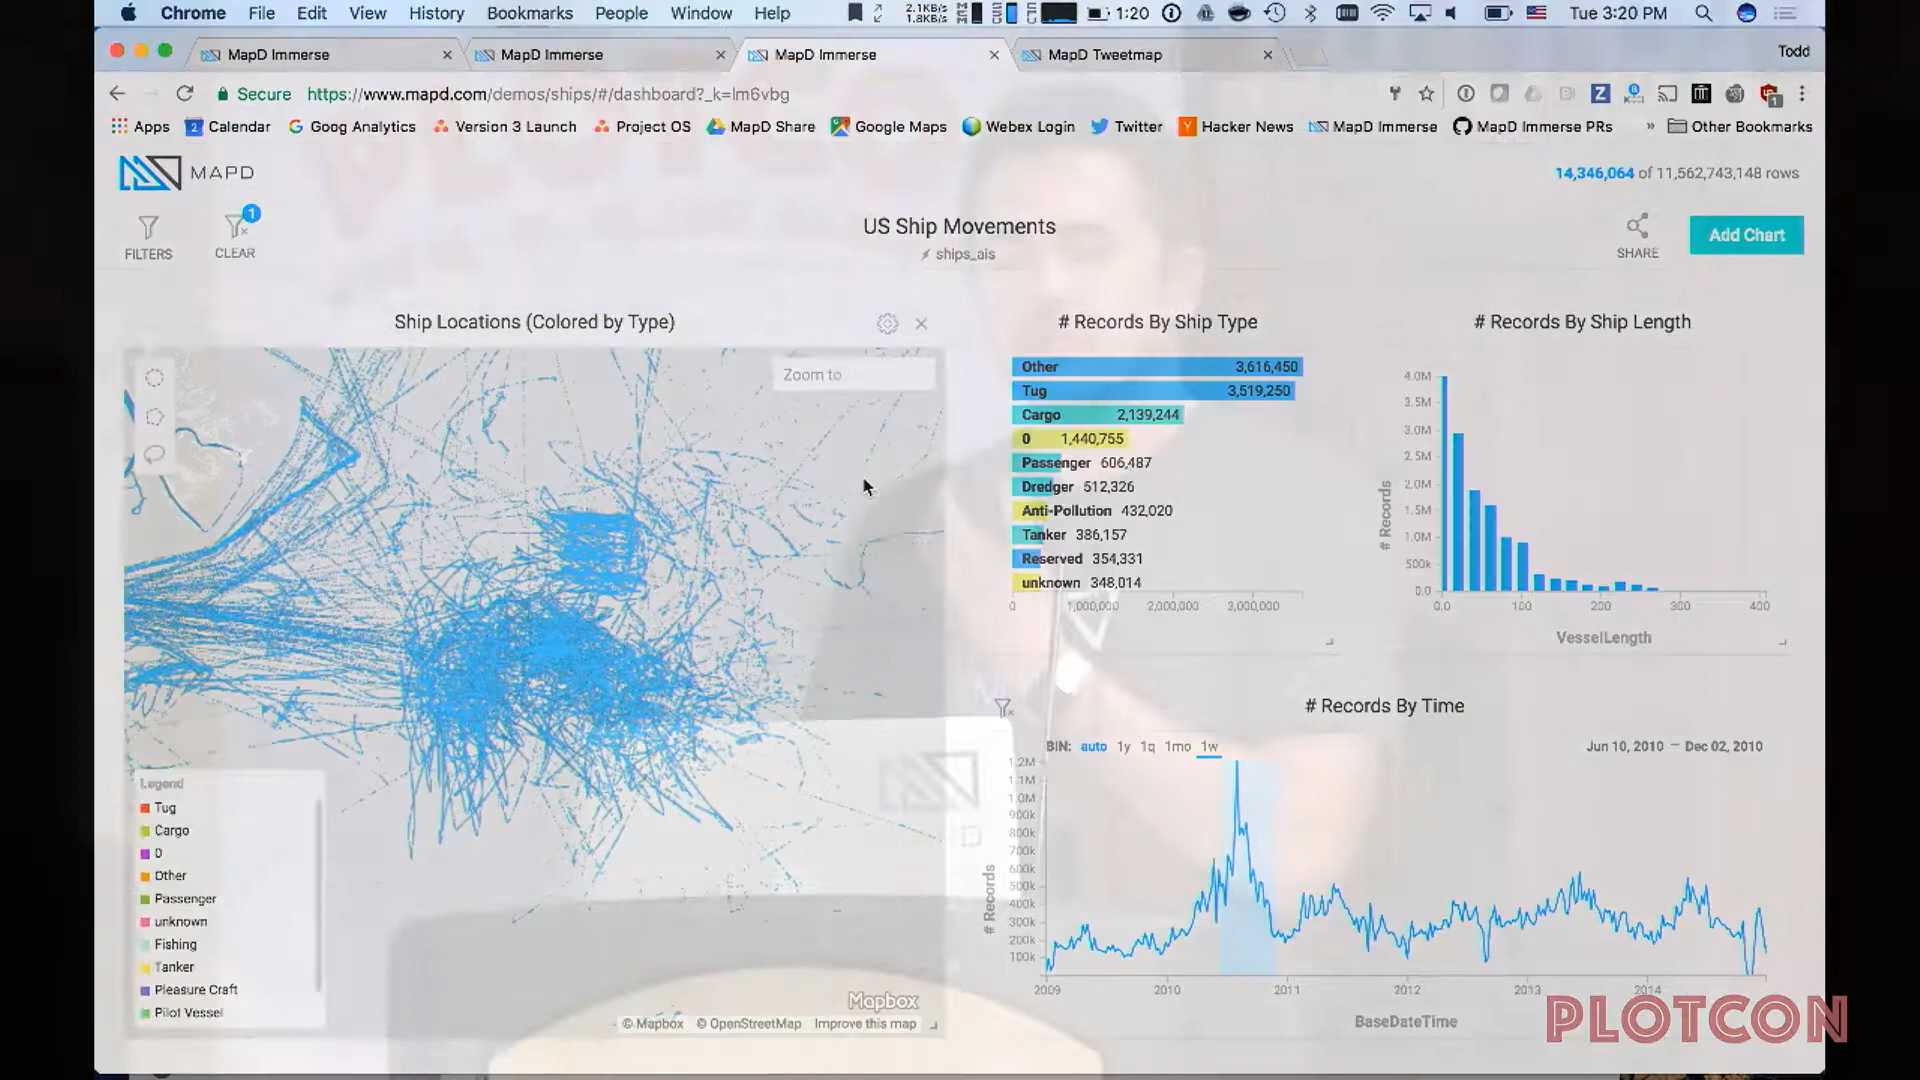 Chrome File Edit View History Bookmarks People Window Help 2.1KB/s 1.8KB/s 1:20 Tue 3:20 PM
MapD Immerse MapD Immerse MapD Immerse MapD Tweetmap Todd
Secure https://www.mapd.com/demos/ships/#/dashboard?_k=lm6vbg
Apps Calendar Goog Analytics Version 3 Launch Project OS MapD Share Google Maps Webex Login Twitter Hacker News MapD Immerse MapD Immerse PRs » Other Bookmarks
MAPD
14,346,064 of 11,562,743,148 rows
1
FILTERS CLEAR
US Ship Movements
ships_ais
SHARE
Add Chart
Ship Locations (Colored by Type)
Zoom to
Legend
Tug
Cargo
0
Other
Passenger
unknown
Fishing
Tanker
Pleasure Craft
Pilot Vessel
Mapbox
© Mapbox © OpenStreetMap Improve this map
# Records By Ship Type
Other 3,616,450
Tug 3,519,250
Cargo 2,139,244
0 1,440,755
Passenger 606,487
Dredger 512,326
Anti-Pollution 432,020
Tanker 386,157
Reserved 354,331
unknown 348,014
0 1,000,000 2,000,000 3,000,000
# Records By Ship Length
4.0M
3.5M
3.0M
2.5M
2.0M
1.5M
1.0M
500k
0.0
# Records
0.0 100 200 300 400
VesselLength
# Records By Time
BIN: auto 1y 1q 1mo 1w
Jun 10, 2010 – Dec 02, 2010
1.2M
1.1M
1.0M
900k
800k
700k
600k
500k
400k
300k
200k
100k
# Records
2009 2010 2011 2012 2013 2014
BaseDateTime
PLOTCON